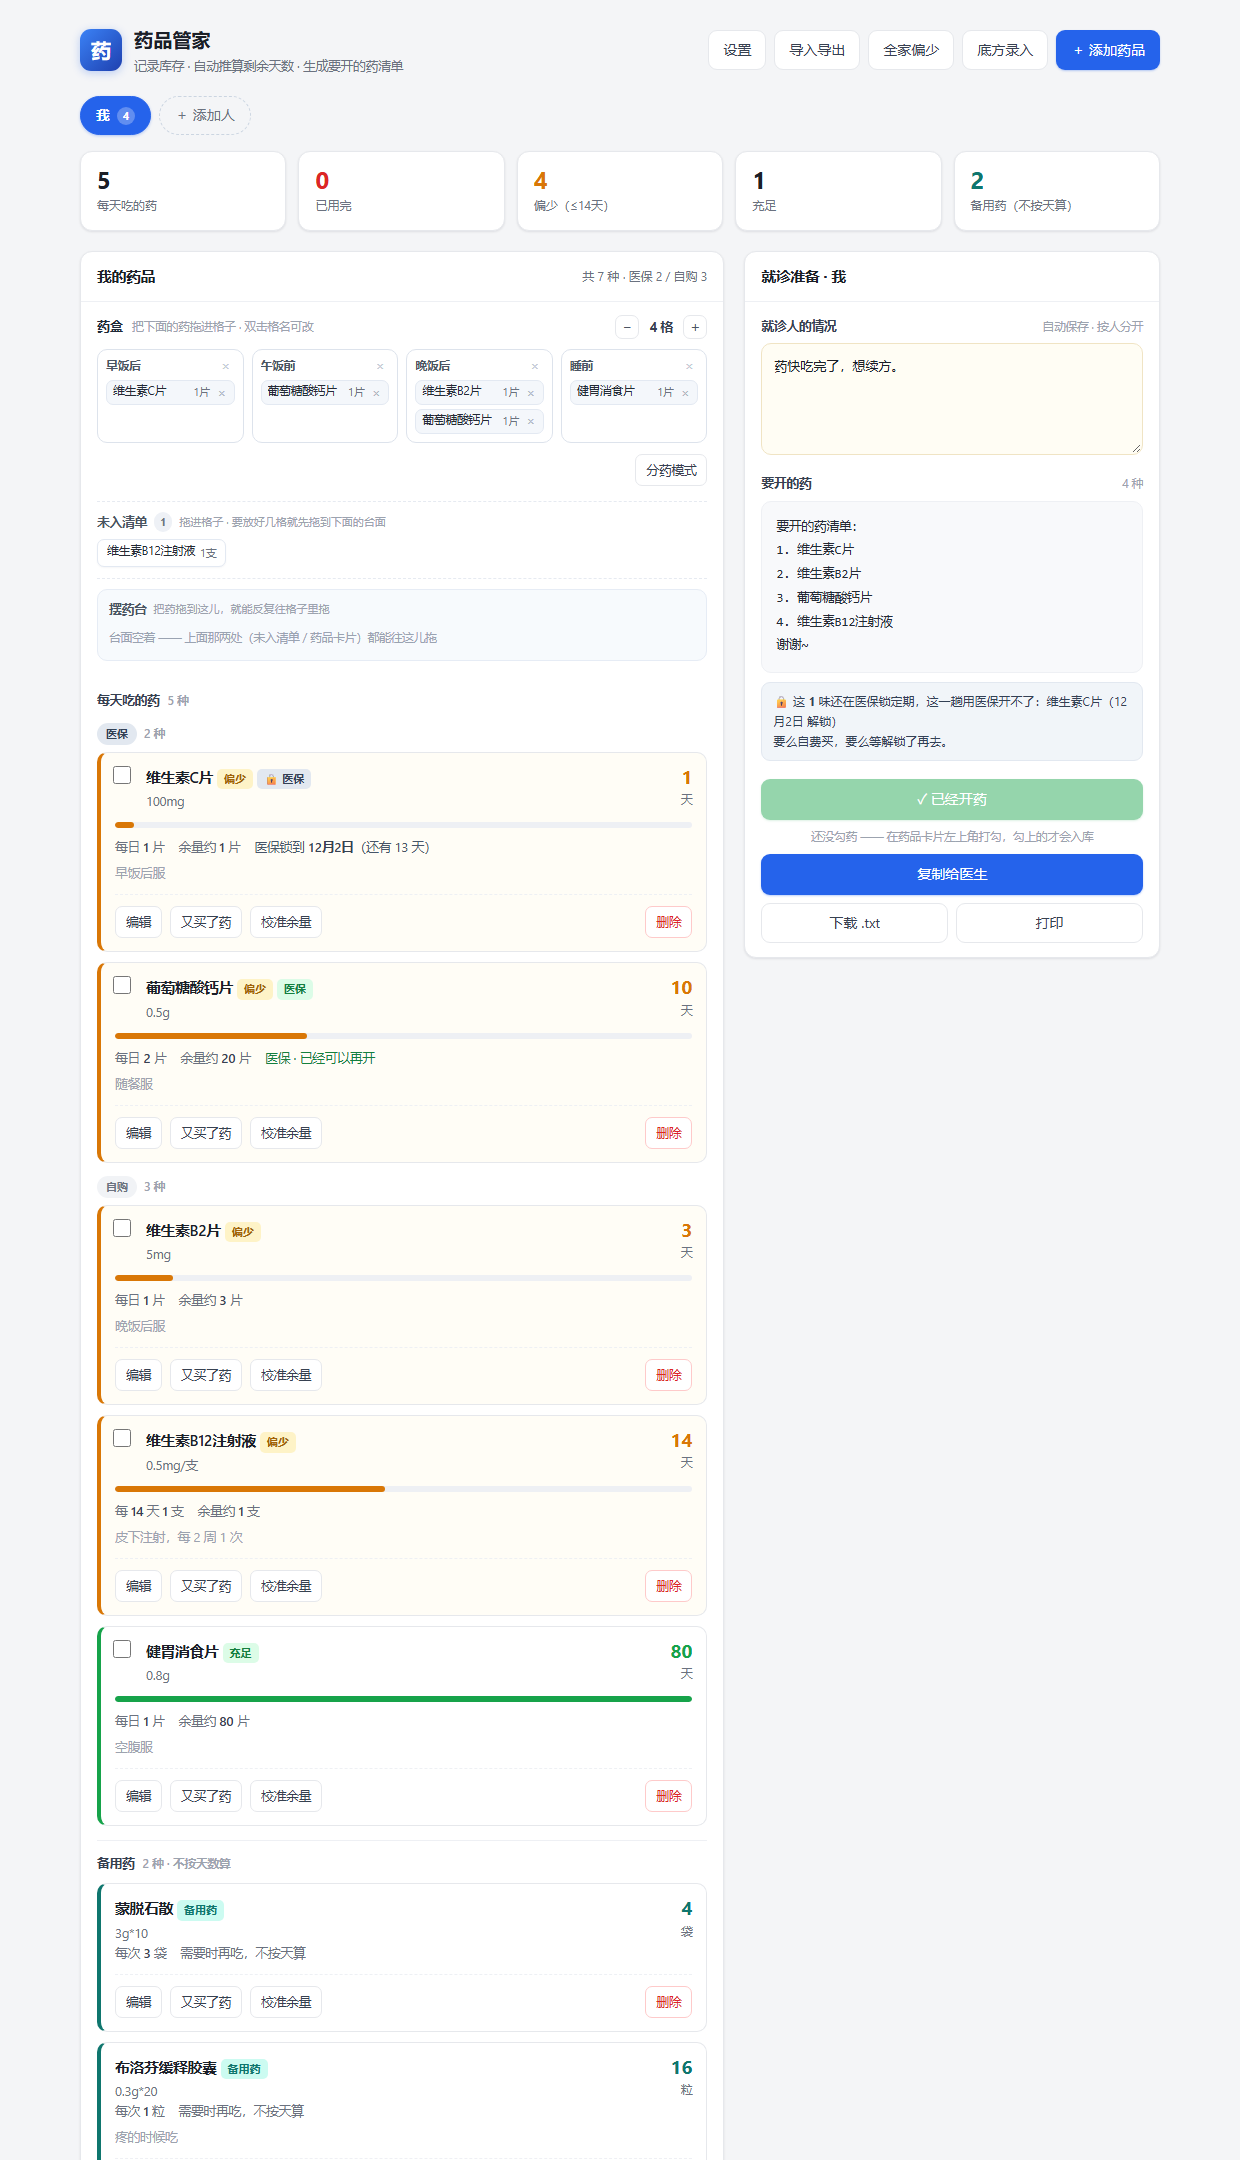 药
药品管家
记录库存 · 自动推算剩余天数 · 生成要开的药清单
设置
导入导出
全家偏少
底方录入
＋ 添加药品
我 4
＋ 添加人
5
每天吃的药
0
已用完
4
偏少（≤14天）
1
充足
2
备用药（不按天算）
我的药品
共 7 种 · 医保 2 / 自购 3
药盒 把下面的药拖进格子 · 双击格名可改
− 4 格 +
早饭后 ×
维生素C片 1片 ×
午饭前 ×
葡萄糖酸钙片 1片 ×
晚饭后 ×
维生素B2片 1片 ×
葡萄糖酸钙片 1片 ×
睡前 ×
健胃消食片 1片 ×
分药模式
未入清单 1 拖进格子 · 要放好几格就先拖到下面的台面
维生素B12注射液 1支
摆药台 把药拖到这儿，就能反复往格子里拖
台面空着 —— 上面那两处（未入清单 / 药品卡片）都能往这儿拖
每天吃的药 5 种
医保 2 种
维生素C片 偏少 🔒 医保
1
天
100mg
每日 1 片 余量约 1 片 医保锁到 12月2日（还有 13 天）
早饭后服
编辑 又买了药 校准余量 删除
葡萄糖酸钙片 偏少 医保
10
天
0.5g
每日 2 片 余量约 20 片 医保 · 已经可以再开
随餐服
编辑 又买了药 校准余量 删除
自购 3 种
维生素B2片 偏少
3
天
5mg
每日 1 片 余量约 3 片
晚饭后服
编辑 又买了药 校准余量 删除
维生素B12注射液 偏少
14
天
0.5mg/支
每 14 天 1 支 余量约 1 支
皮下注射，每 2 周 1 次
编辑 又买了药 校准余量 删除
健胃消食片 充足
80
天
0.8g
每日 1 片 余量约 80 片
空腹服
编辑 又买了药 校准余量 删除
备用药 2 种 · 不按天数算
蒙脱石散 备用药
4
袋
3g*10
每次 3 袋 需要时再吃，不按天算
编辑 又买了药 校准余量 删除
布洛芬缓释胶囊 备用药
16
粒
0.3g*20
每次 1 粒 需要时再吃，不按天算
疼的时候吃
就诊准备 · 我
就诊人的情况
自动保存 · 按人分开
药快吃完了，想续方。
要开的药
4 种
要开的药清单：
1. 维生素C片
2. 维生素B2片
3. 葡萄糖酸钙片
4. 维生素B12注射液
谢谢~
🔒 这 1 味还在医保锁定期，这一趟用医保开不了：维生素C片（12
月2日 解锁）
要么自费买，要么等解锁了再去。
✓ 已经开药
还没勾药 —— 在药品卡片左上角打勾，勾上的才会入库
复制给医生
下载 .txt
打印